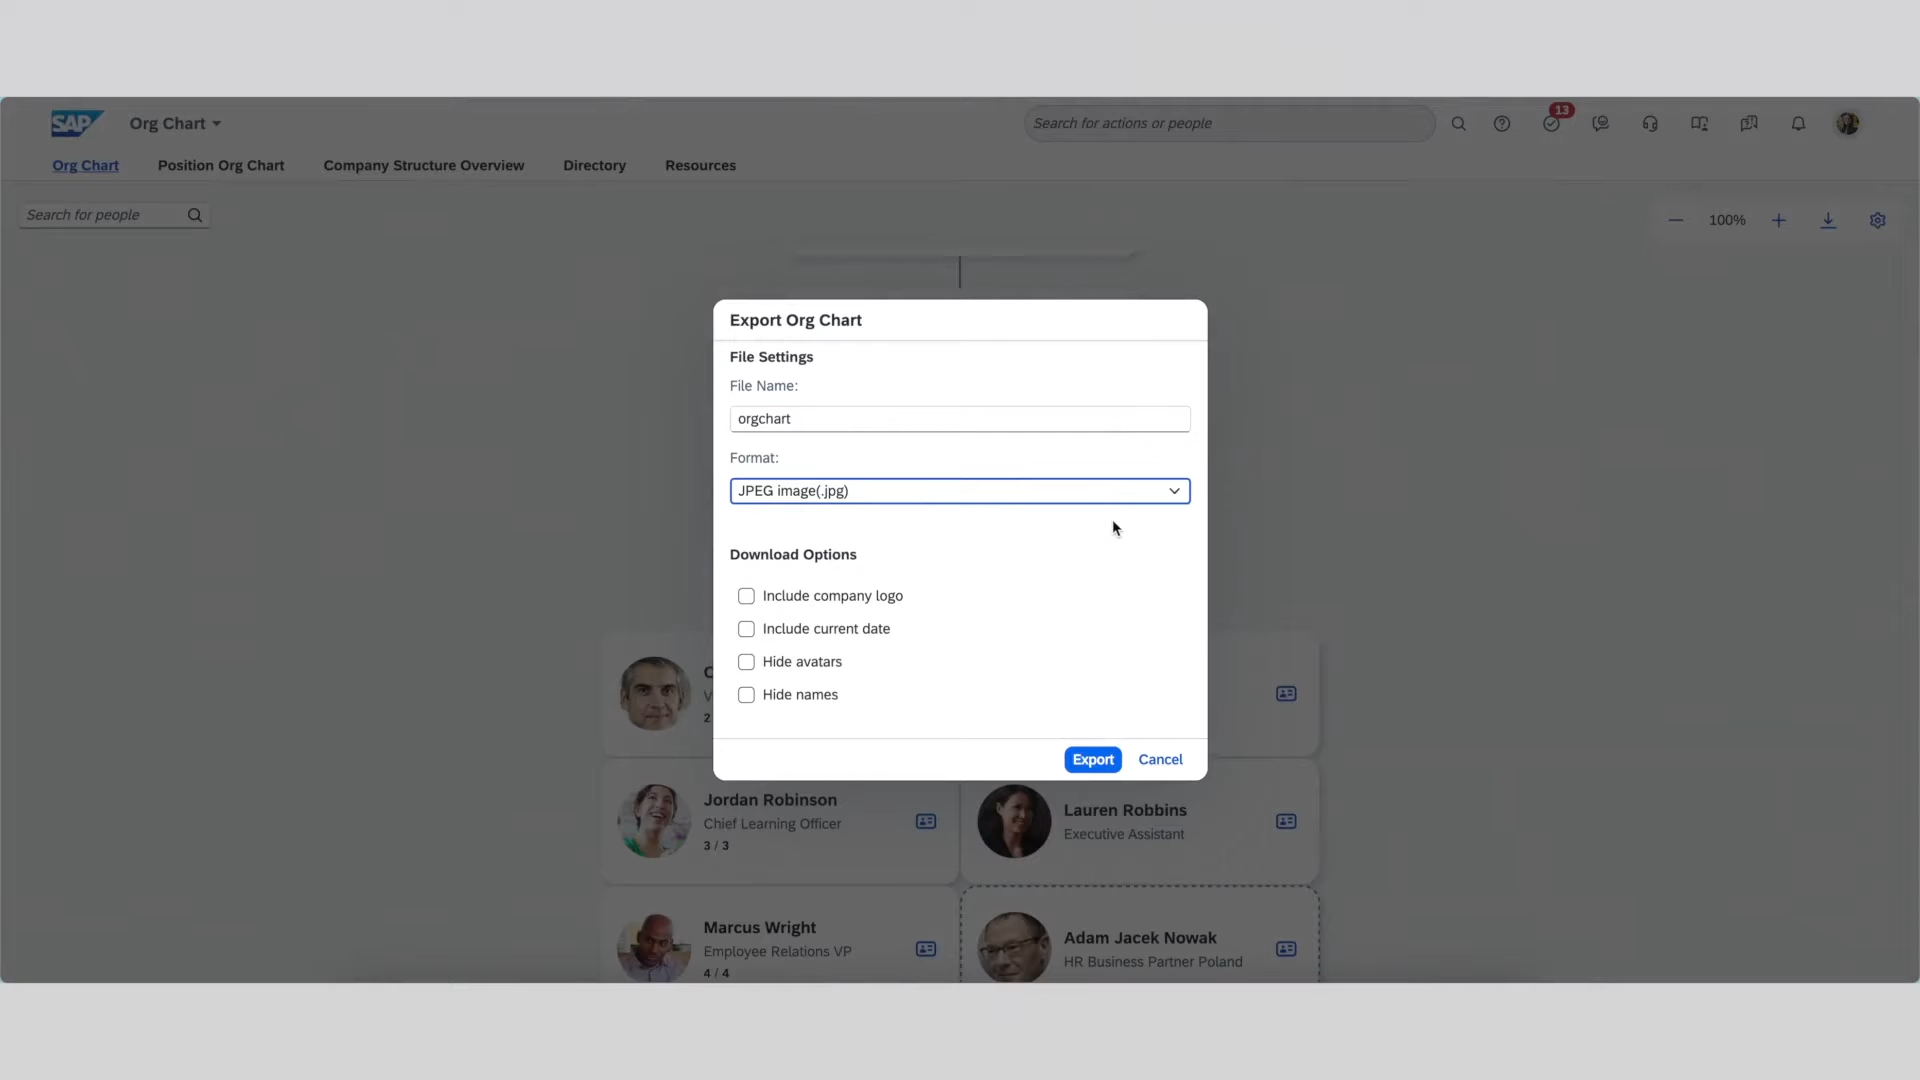 SAP
Org Chart
Search for actions or people
13
Org Chart
Position Org Chart
Company Structure Overview
Directory
Resources
Search for people
100%
Export Org Chart
File Settings
File Name:
orgchart
Format:
JPEG image(.jpg)
Download Options
Include company logo
Include current date
Hide avatars
Hide names
Export
Cancel
2
Jordan Robinson
Chief Learning Officer
3 / 3
Lauren Robbins
Executive Assistant
Marcus Wright
Employee Relations VP
4 / 4
Adam Jacek Nowak
HR Business Partner Poland